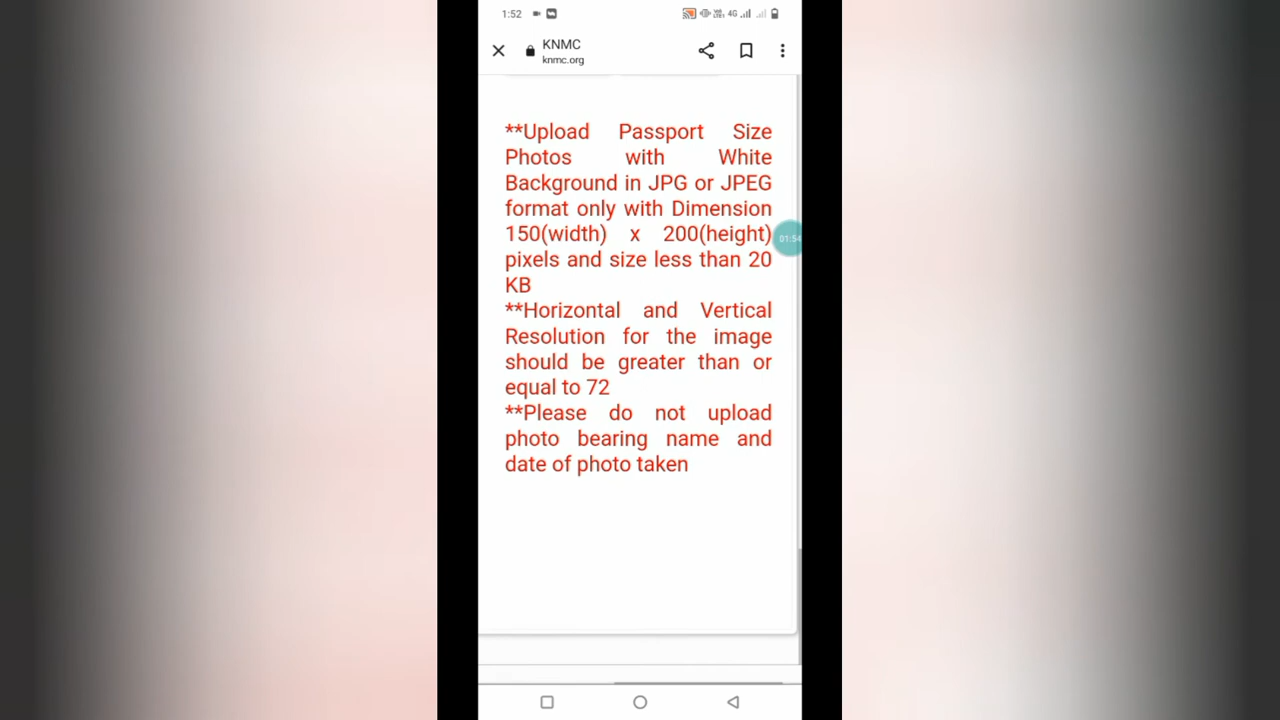 1:52
4G
KNMC
knmc.org
**Upload Passport Size
Photos with White
Background in JPG or JPEG
format only with Dimension
150(width) x 200(height)
pixels and size less than 20
KB
**Horizontal and Vertical
Resolution for the image
should be greater than or
equal to 72
**Please do not upload
photo bearing name and
date of photo taken
01:54